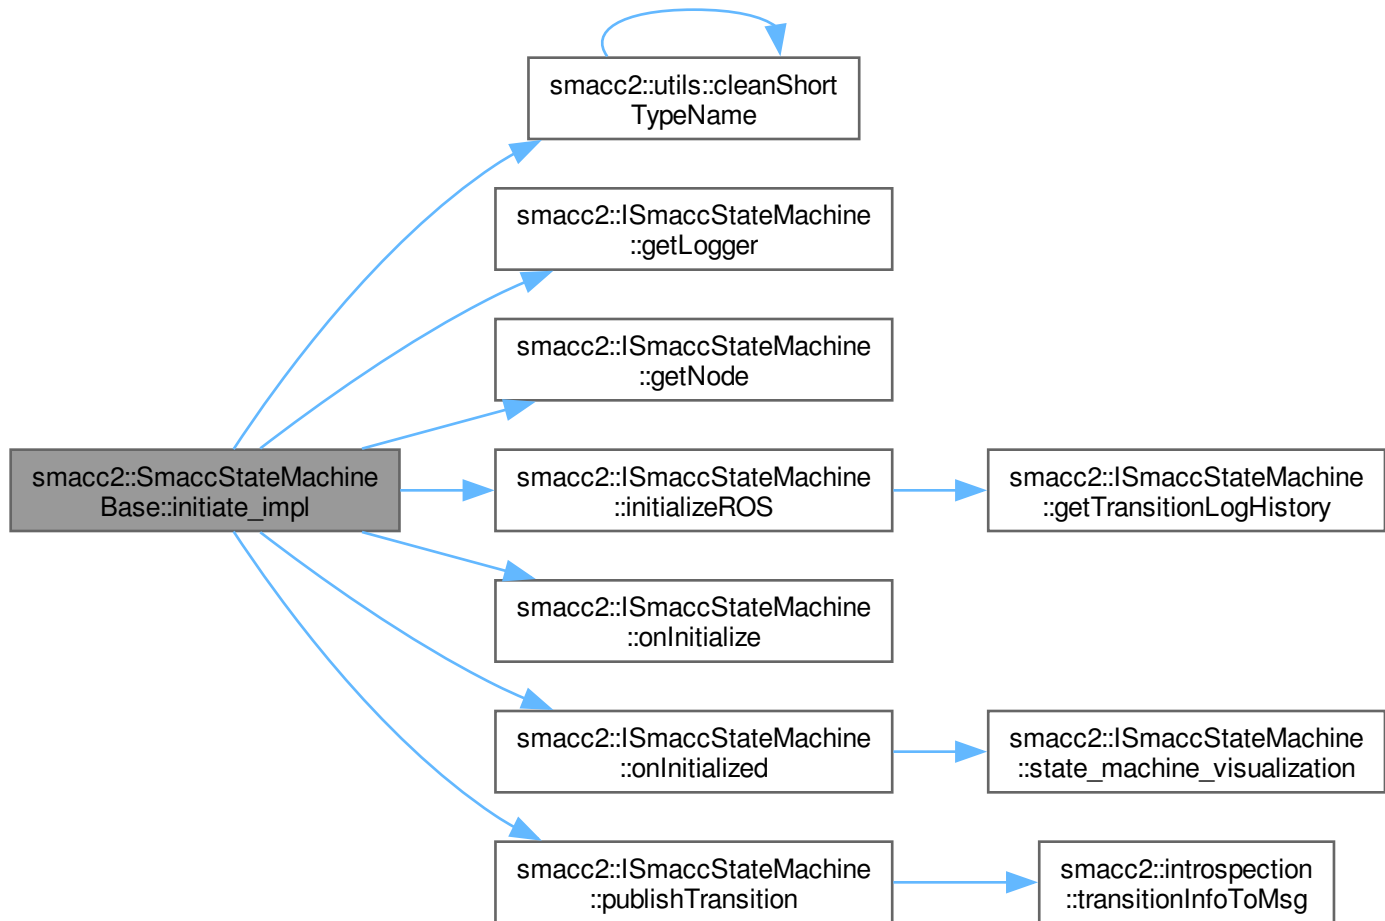 smacc2::utils::cleanShort
TypeName
smacc2::ISmaccStateMachine
::getLogger
smacc2::ISmaccStateMachine
::getNode
smacc2::SmaccStateMachine
Base::initiate_impl
smacc2::ISmaccStateMachine
::initializeROS
smacc2::ISmaccStateMachine
::getTransitionLogHistory
smacc2::ISmaccStateMachine
::onInitialize
smacc2::ISmaccStateMachine
::onInitialized
smacc2::ISmaccStateMachine
::state_machine_visualization
smacc2::ISmaccStateMachine
::publishTransition
smacc2::introspection
::transitionInfoToMsg